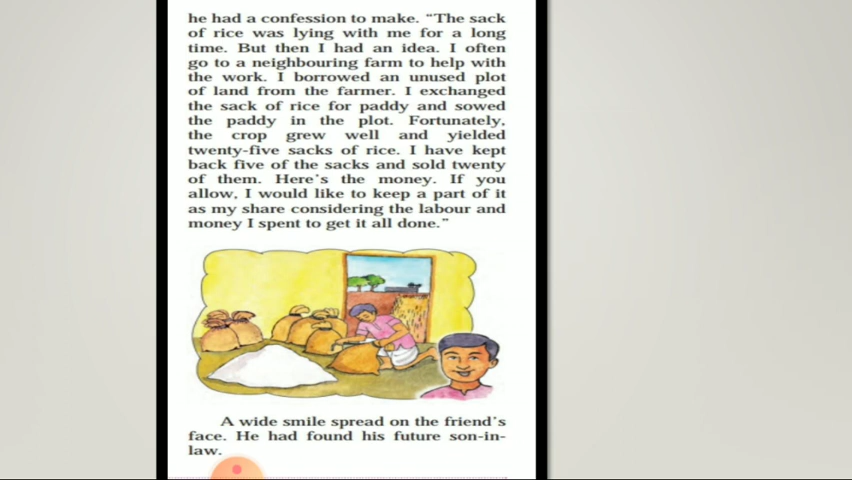 he had a confession to make. “The sack
of rice was lying with me for a long
time. But then I had an idea. I often
go to a neighbouring farm to help with
the work. I borrowed an unused plot
of land from the farmer. I exchanged
the sack of rice for paddy and sowed
the paddy in the plot. Fortunately,
the crop grew well and yielded
twenty-five sacks of rice. I have kept
back five of the sacks and sold twenty
of them. Here’s the money. If you
allow, I would like to keep a part of it
as my share considering the labour and
money I spent to get it all done.”
A wide smile spread on the friend’s
face. He had found his future son-in-
law.